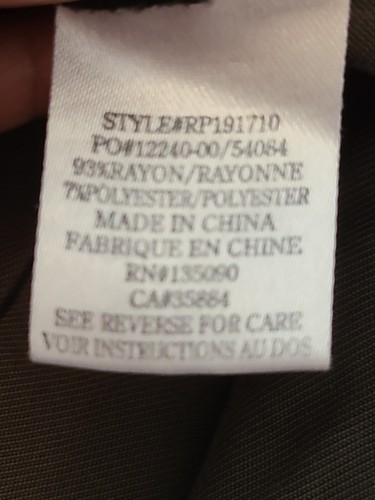 STYLE#RP191710
PO#12240-00/54084
93%RAYON/RAYONNE
7%POLYESTER/POLYESTER
MADE IN CHINA
FABRIQUE EN CHINE
RN#135090
CA#35884
SEE REVERSE FOR CARE
VOIR INSTRUCTIONS AU DOS